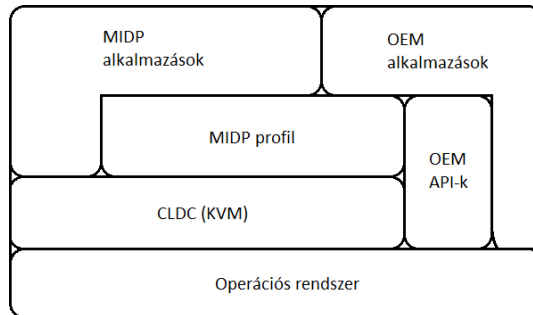 MIDP
alkalmazások
OEM
alkalmazások
MIDP profil
OEM
API-k
CLDC (KVM)
Operációs rendszer